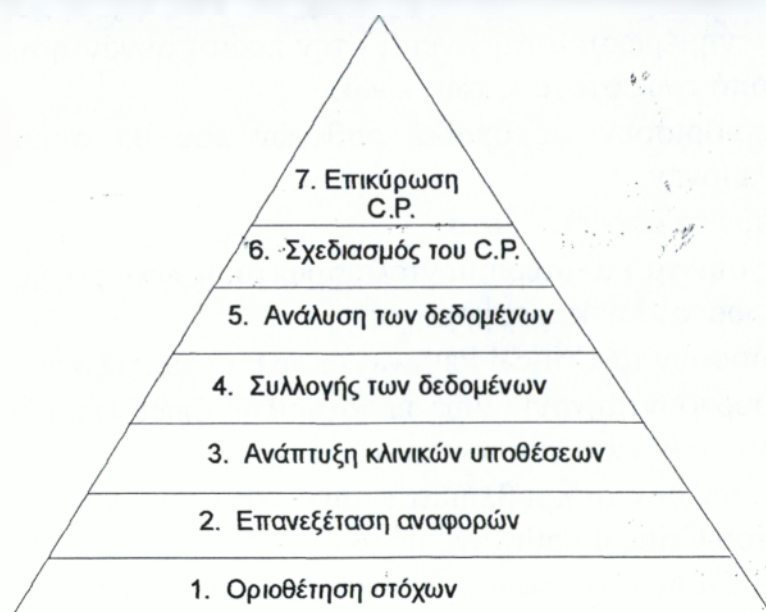 7. Επικύρωση
C.P.
6. Σχεδιασμός του C.P.
5. Ανάλυση των δεδομένων
4. Συλλογής των δεδομένων
3. Ανάπτυξη κλινικών υποθέσεων
2. Επανεξέταση αναφορών
1. Οριοθέτηση στόχων